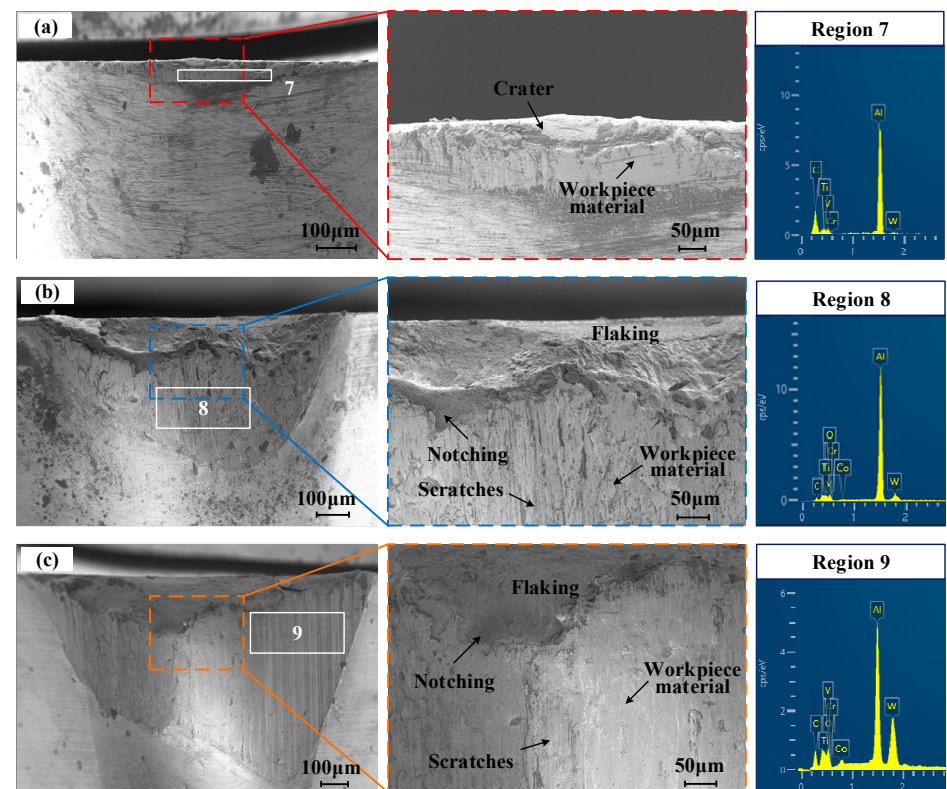 (a)
7
100μm
Crater
Workpiece
material
50μm
Region 7
cps/eV
10
5
0
Al
C
Ti
V
Cr
W
0
2
(b)
8
100μm
Flaking
Notching
Workpiece
material
Scratches
50μm
Region 8
cps/eV
10
0
Al
O
Cr
Ti
V
Co
C
W
0
1
2
(c)
9
100μm
Flaking
Notching
Workpiece
material
Scratches
50μm
Region 9
cps/eV
6
4
2
0
Al
V
Cr
C
O
Ti
Co
W
0
1
2